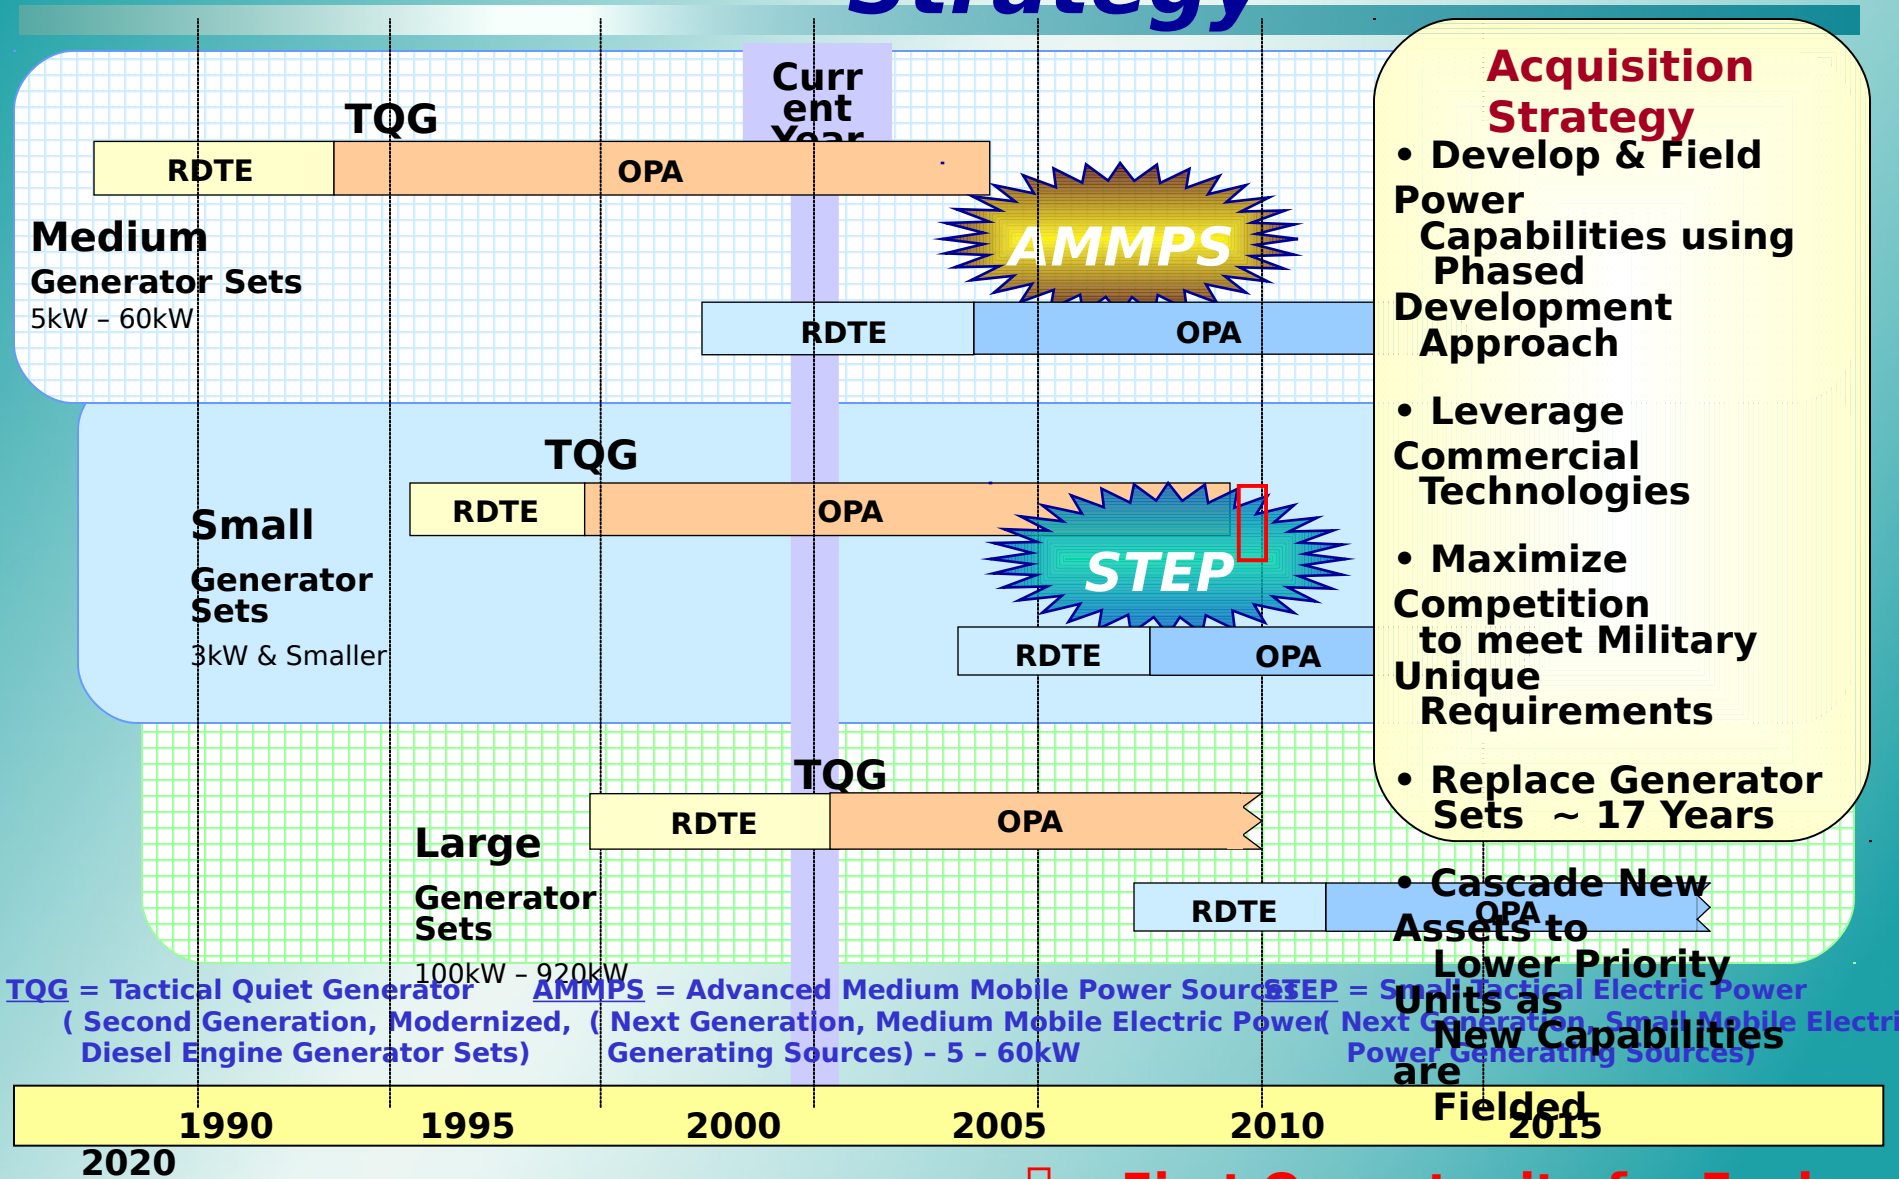 Strategy
Current
Year
TQG
RDTE
OPA
Medium
Generator Sets
5kW – 60kW
AMMPS
RDTE
OPA
TQG
RDTE
OPA
Small
Generator
Sets
3kW & Smaller
STEP
RDTE
OPA
TQG
RDTE
OPA
Large
Generator
Sets
100kW – 920kW
RDTE
OPA
Acquisition
Strategy
• Develop & Field
Power
Capabilities using
Phased
Development
Approach
• Leverage
Commercial
Technologies
• Maximize
Competition
to meet Military
Unique
Requirements
• Replace Generator
Sets ~ 17 Years
• Cascade New
Assets to
Lower Priority
Units as
New Capabilities
are
Fielded
TQG = Tactical Quiet Generator
( Second Generation, Modernized,
Diesel Engine Generator Sets)
AMMPS = Advanced Medium Mobile Power Sources
( Next Generation, Medium Mobile Electric Power
Generating Sources) – 5 – 60kW
STEP = Small Tactical Electric Power
( Next Generation, Small Mobile Electri
Power Generating Sources)
1990 1995 2000 2005 2010 2015
2020